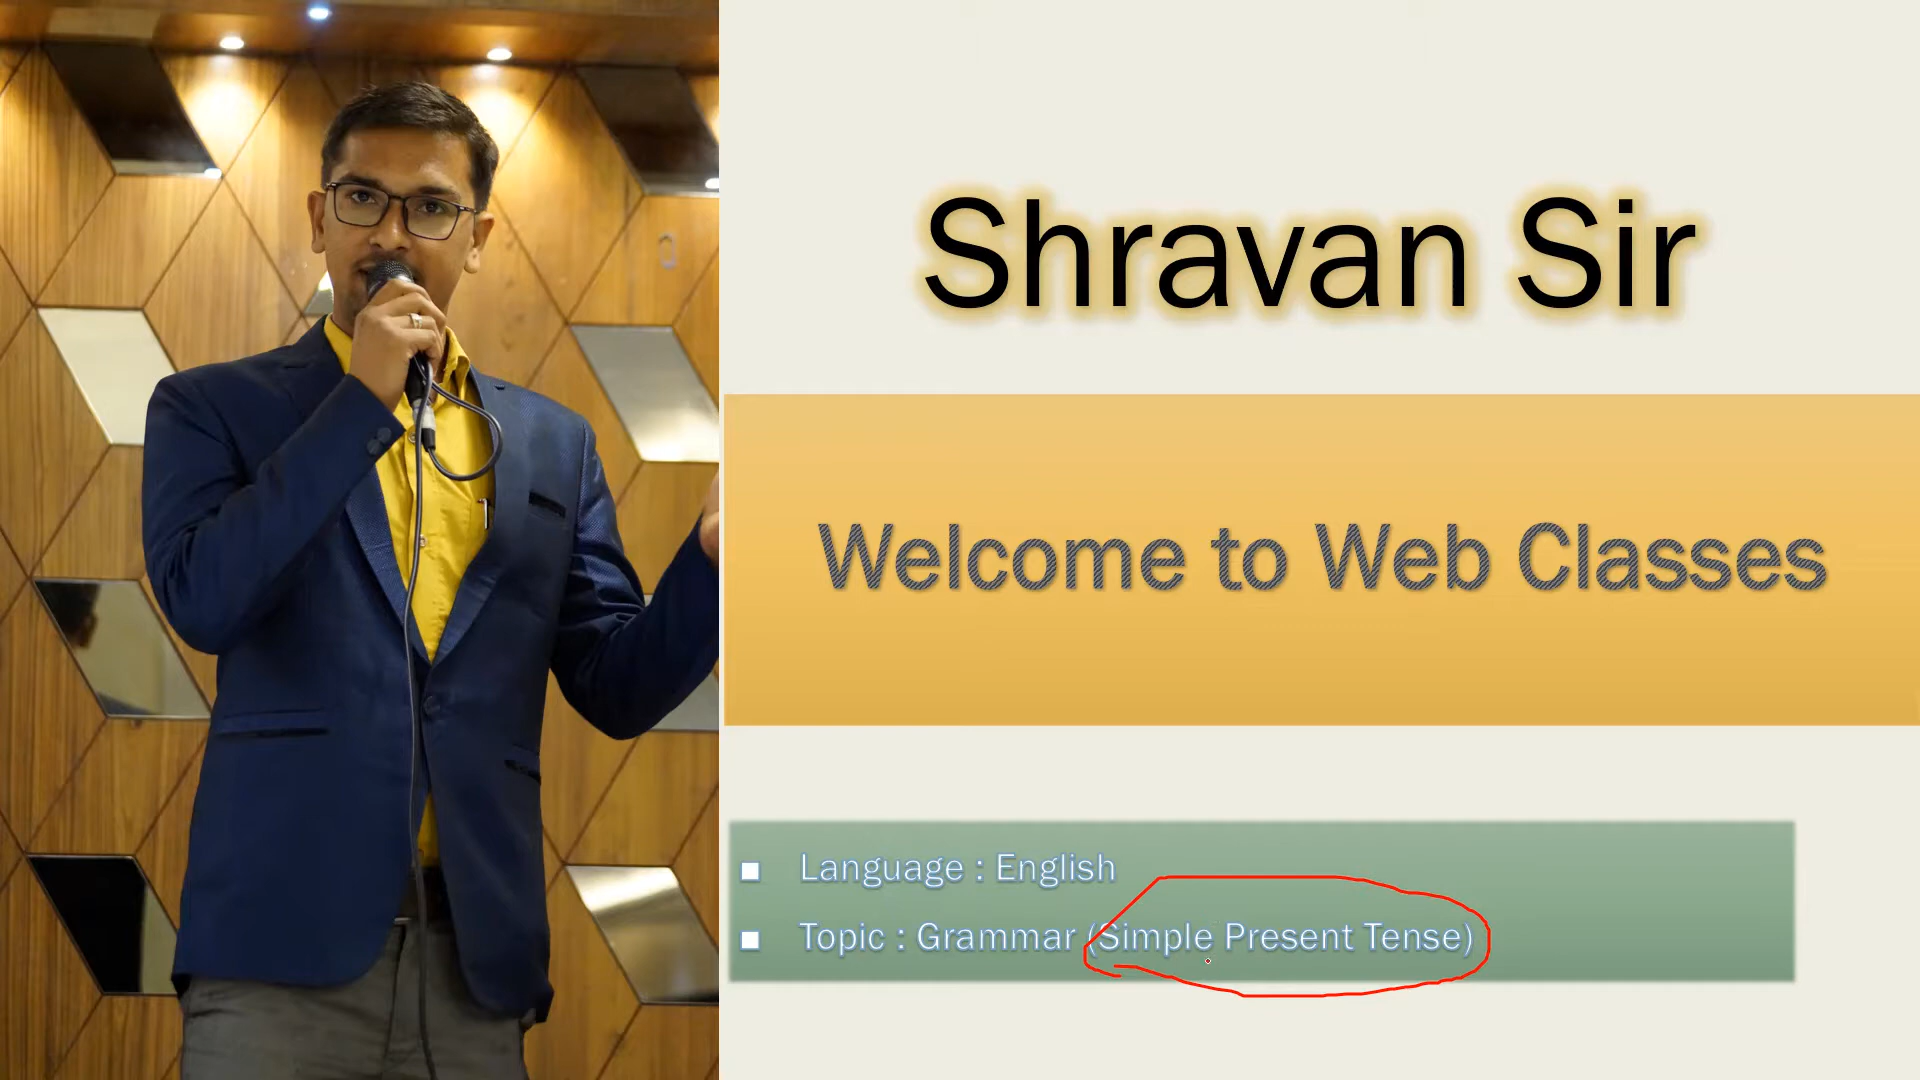 Shravan Sir
Welcome to Web Classes
Language : English
Topic : Grammar (Simple Present Tense)